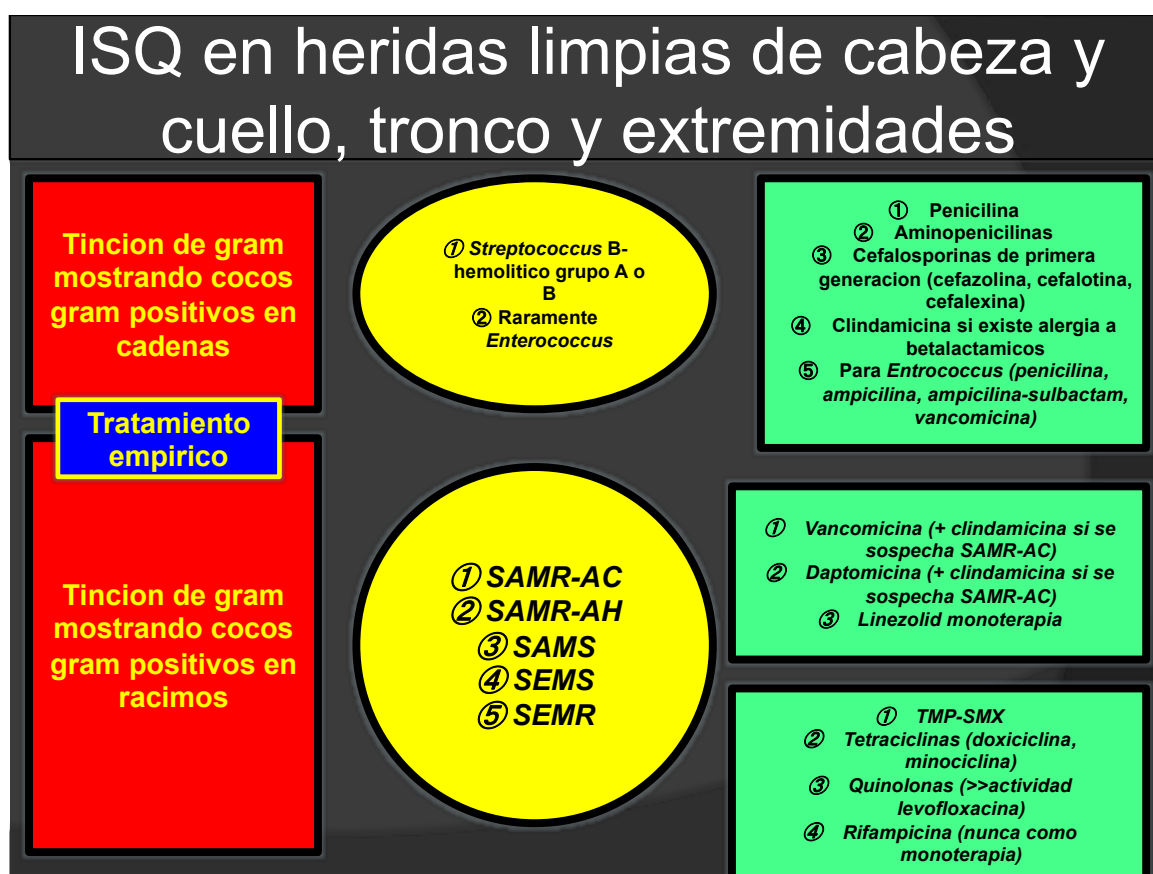 ISQ en heridas limpias de cabeza y
cuello, tronco y extremidades
Tincion de gram
mostrando cocos
gram positivos en
cadenas
① Streptococcus B-
hemolitico grupo A o
B
② Raramente
Enterococcus
① Penicilina
② Aminopenicilinas
③ Cefalosporinas de primera
generacion (cefazolina, cefalotina,
cefalexina)
④ Clindamicina si existe alergia a
betalactamicos
⑤ Para Entrococcus (penicilina,
ampicilina, ampicilina-sulbactam,
vancomicina)
Tratamiento
empirico
Tincion de gram
mostrando cocos
gram positivos en
racimos
① SAMR-AC
② SAMR-AH
③ SAMS
④ SEMS
⑤ SEMR
① Vancomicina (+ clindamicina si se
sospecha SAMR-AC)
② Daptomicina (+ clindamicina si se
sospecha SAMR-AC)
③ Linezolid monoterapia
① TMP-SMX
② Tetraciclinas (doxiciclina,
minociclina)
③ Quinolonas (>>actividad
levofloxacina)
④ Rifampicina (nunca como
monoterapia)